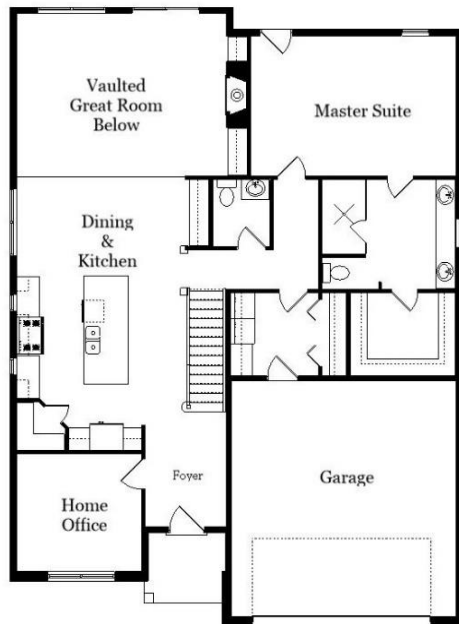 Vaulted
Great Room
Below
Master Suite
Dining
&
Kitchen
Foyer
Garage
Home
Office